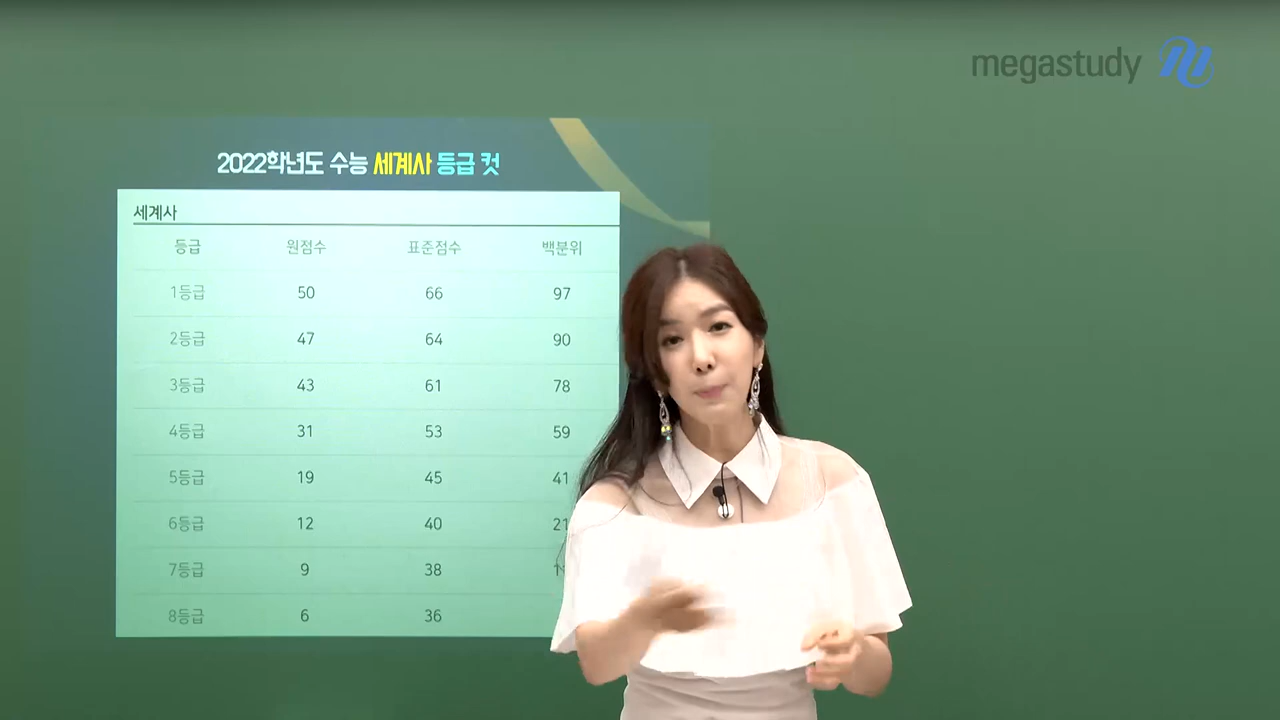 megastudy
2022학년도 수능 세계사 등급 컷
세계사
등급 원점수 표준점수 백분위
1등급 50 66 97
2등급 47 64 90
3등급 43 61 78
4등급 31 53 59
5등급 19 45 41
6등급 12 40 21
7등급 9 38
8등급 6 36